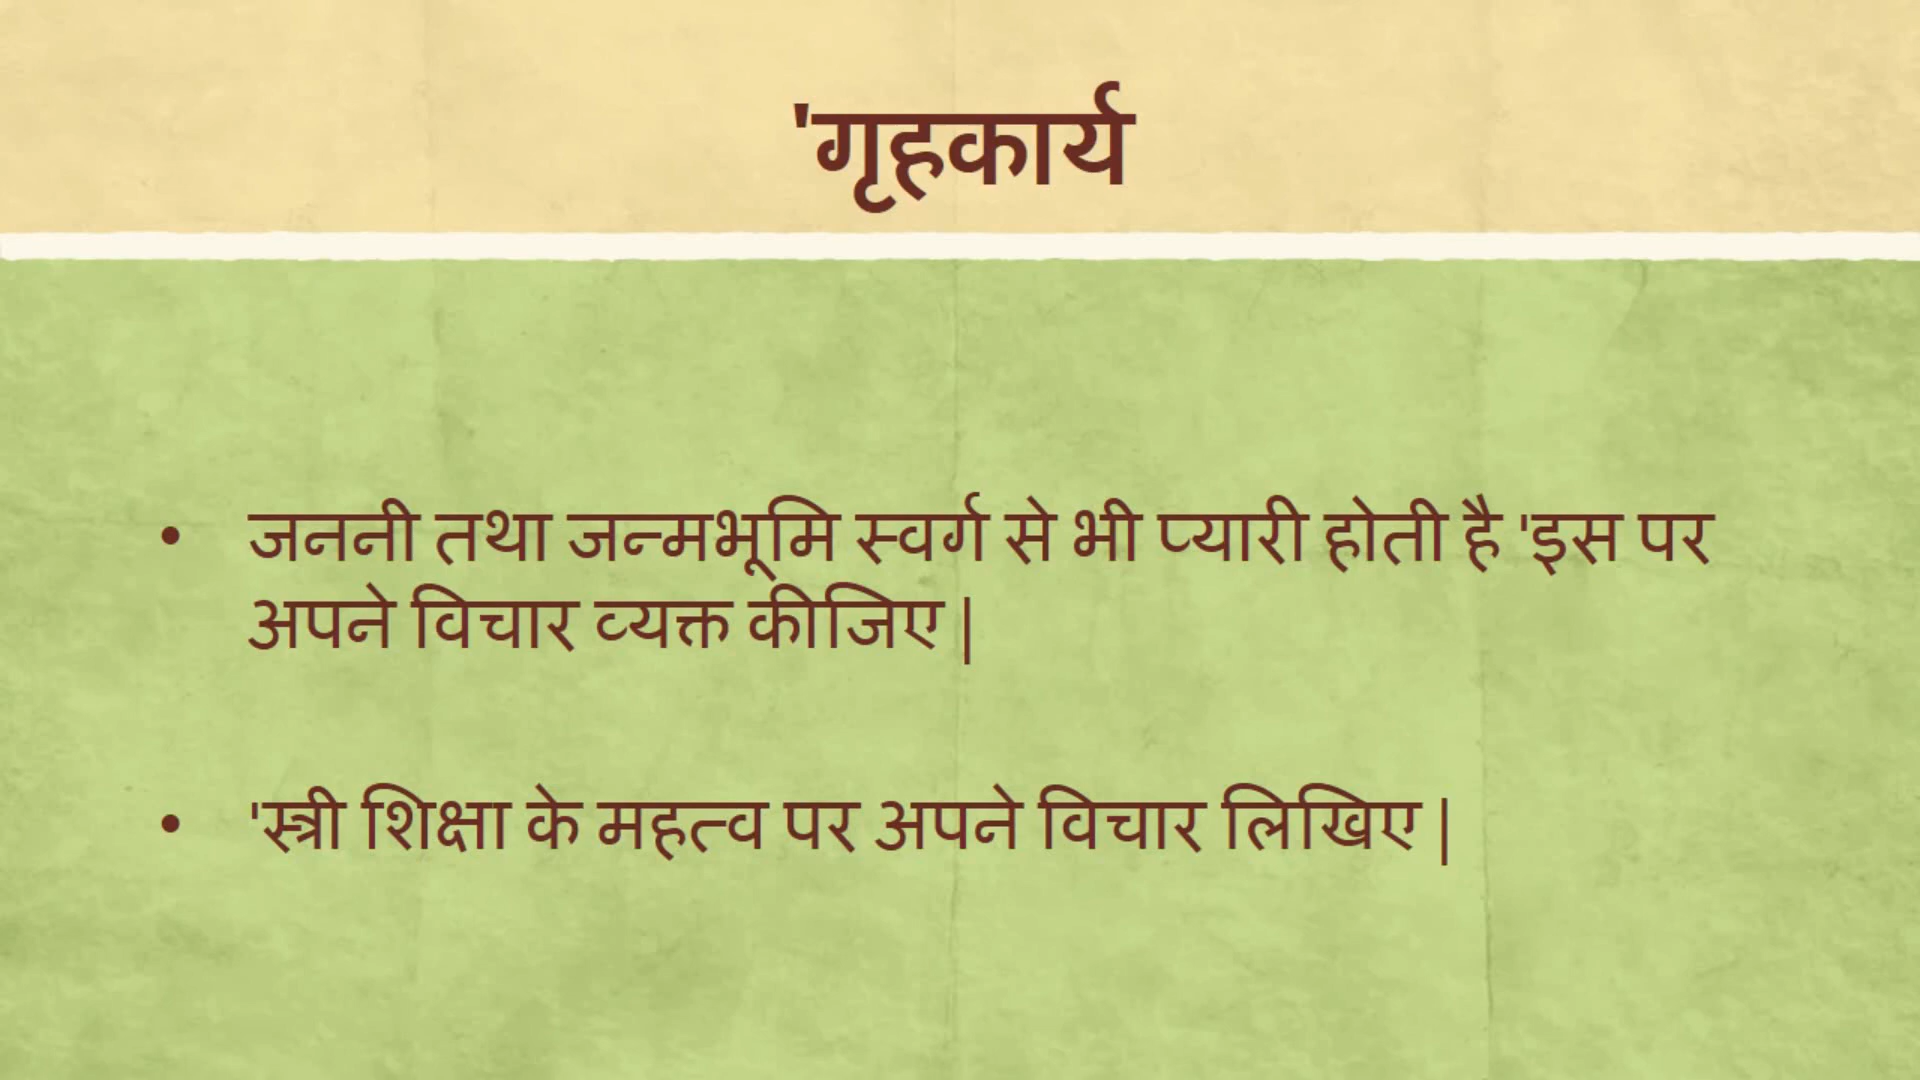 'गृहकार्य
• जननी तथा जन्मभूमि स्वर्ग से भी प्यारी होती है 'इस पर
अपने विचार व्यक्त कीजिए |
• 'स्त्री शिक्षा के महत्व पर अपने विचार लिखिए |